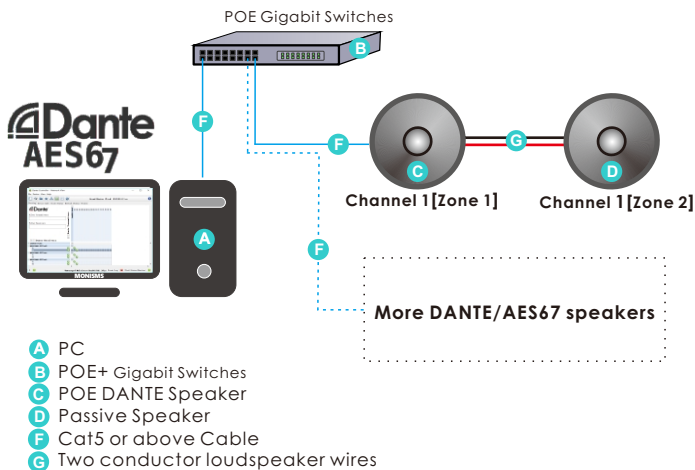 POE Gigabit Switches
B
Dante
AES67
F
F
G
C
D
Channel 1[Zone 1]
Channel 1[Zone 2]
A
Dante
MONISMS
F
More DANTE/AES67 speakers
A PC
B POE+ Gigabit Switches
C POE DANTE Speaker
D Passive Speaker
F Cat5 or above Cable
G Two conductor loudspeaker wires